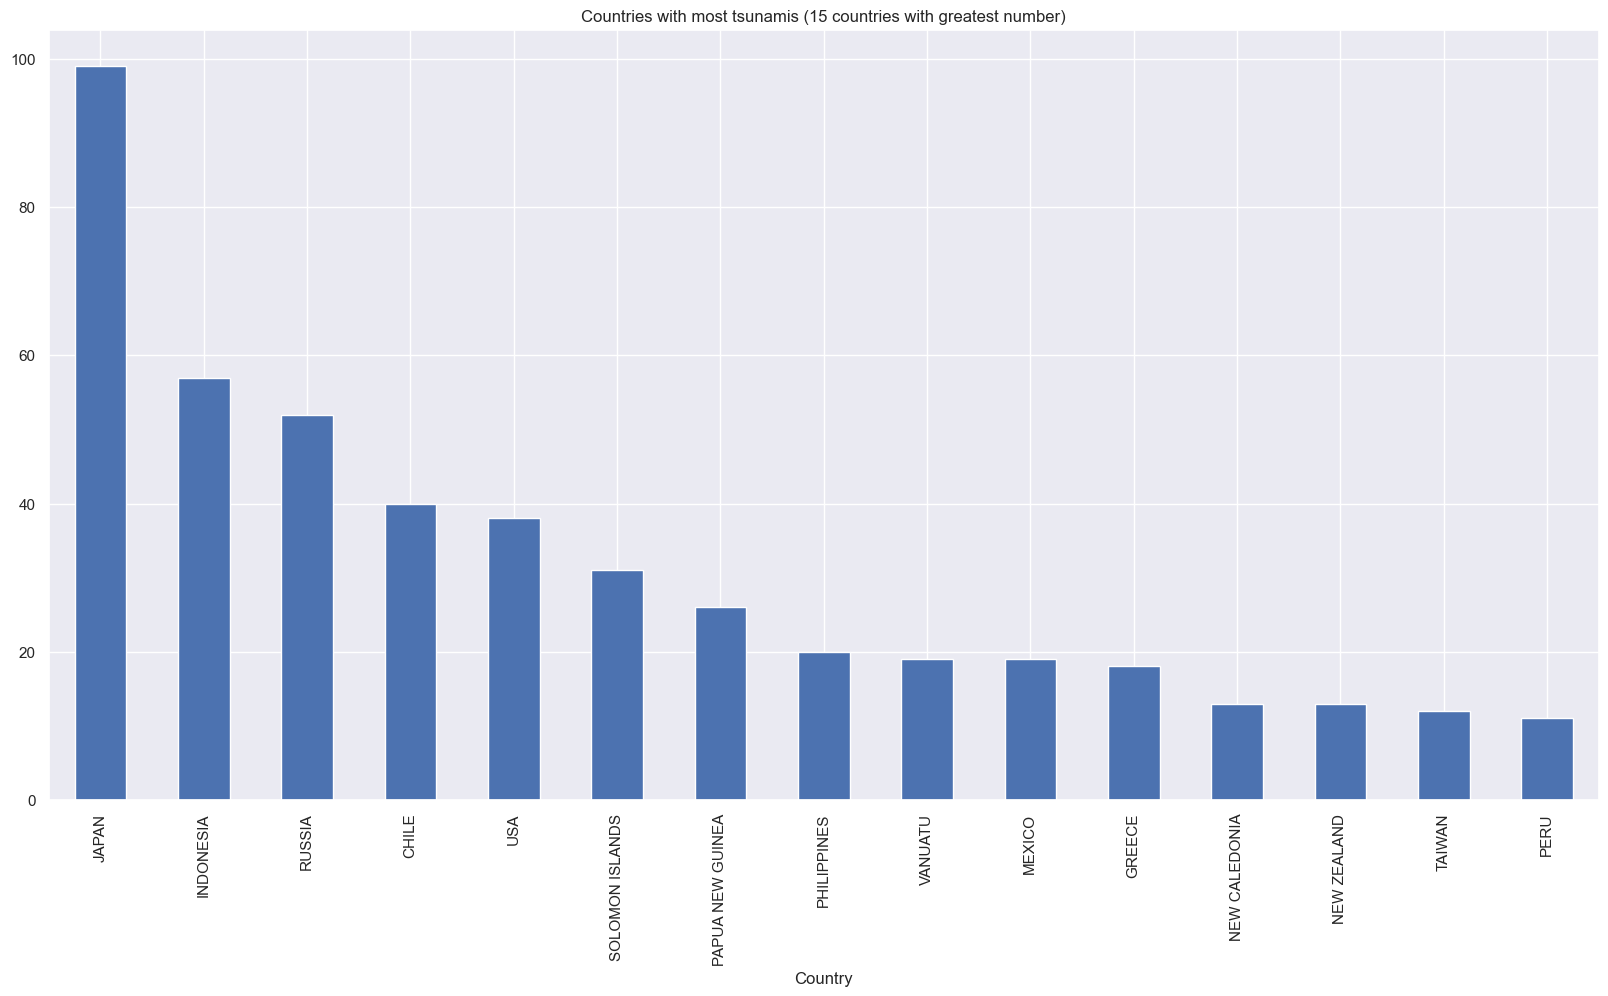 Countries with most tsunamis (15 countries with greatest number)
100
80
60
40
20
0
JAPAN
INDONESIA
RUSSIA
CHILE
USA
SOLOMON ISLANDS
PAPUA NEW GUINEA
PHILIPPINES
VANUATU
MEXICO
GREECE
NEW CALEDONIA
NEW ZEALAND
TAIWAN
PERU
Country